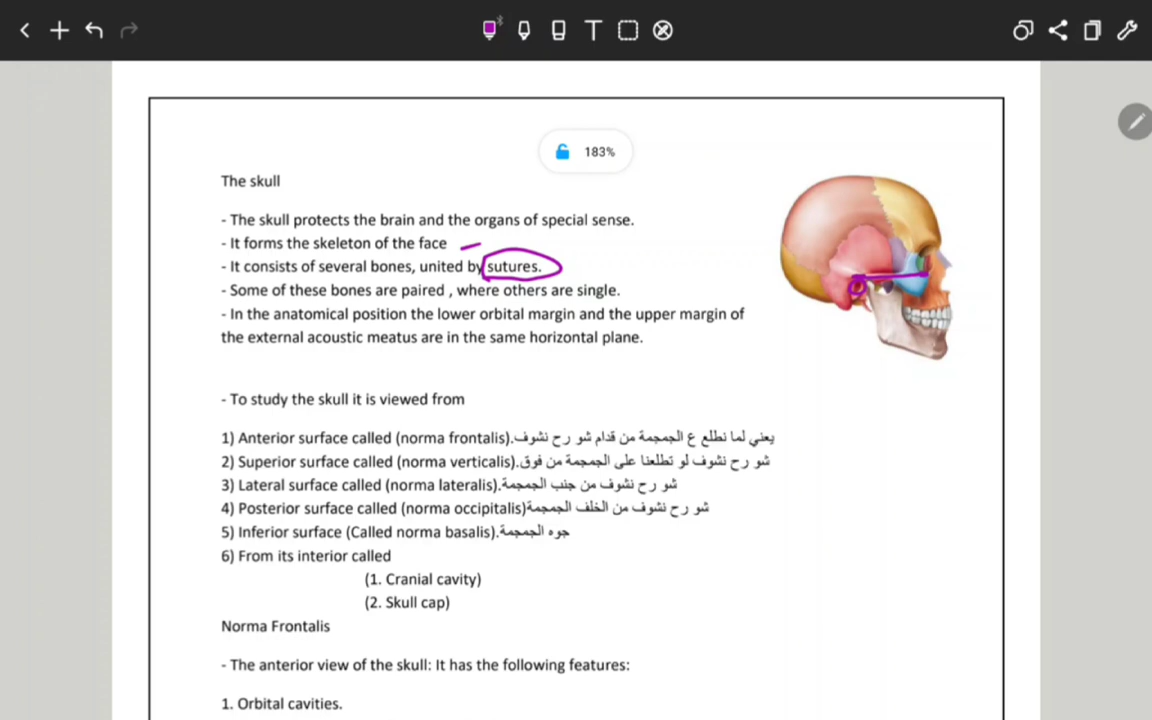 183%
The skull
- The skull protects the brain and the organs of special sense.
- It forms the skeleton of the face
- It consists of several bones, united by sutures.
- Some of these bones are paired , where others are single.
- In the anatomical position the lower orbital margin and the upper margin of
the external acoustic meatus are in the same horizontal plane.
- To study the skull it is viewed from
1) Anterior surface called (norma frontalis).يعني لما نطلع ع الجمجمة من قدام شو رح نشوف
2) Superior surface called (norma verticalis).شو رح نشوف لو تطلعنا على الجمجمة من فوق
3) Lateral surface called (norma lateralis).شو رح نشوف من جنب الجمجمة
4) Posterior surface called (norma occipitalis)شو رح نشوف من الخلف الجمجمة
5) Inferior surface (Called norma basalis).جوه الجمجمة
6) From its interior called
(1. Cranial cavity)
(2. Skull cap)
Norma Frontalis
- The anterior view of the skull: It has the following features:
1. Orbital cavities.